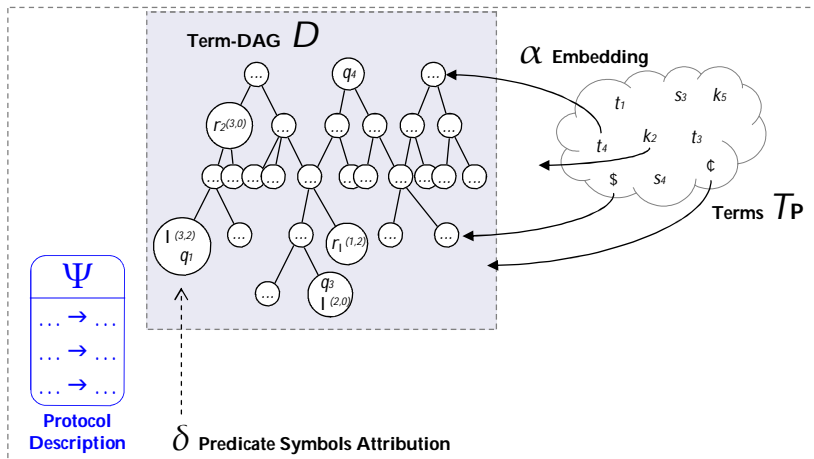 Term-DAG D
α Embedding
... q4 ...
t1 s3 k5
r2(3,0) ... ... ... ... ...
t4 k2 t3
... ... ... ... ... ... ... ... ... ... ... ...
$ s4 ¢
Terms TP
I(3,2)
q1
... ... rI(1,2) ... ...
... q3
I(2,0)
Ψ
... → ...
... → ...
... → ...
Protocol
Description
δ Predicate Symbols Attribution